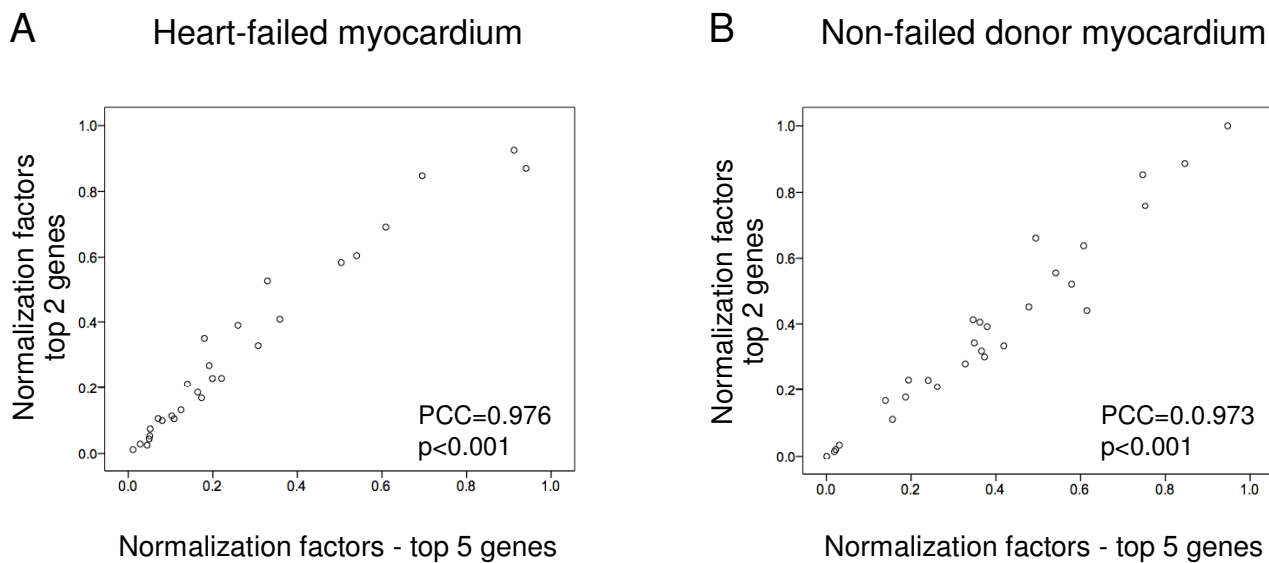 A
Heart-failed myocardium
Normalization factors
top 2 genes
1.0
0.8
0.6
0.4
0.2
0.0
PCC=0.976
p<0.001
0.0 0.2 0.4 0.6 0.8 1.0
Normalization factors - top 5 genes
B
Non-failed donor myocardium
Normalization factors
top 2 genes
1.0
0.8
0.6
0.4
0.2
0.0
PCC=0.0.973
p<0.001
0.0 0.2 0.4 0.6 0.8 1.0
Normalization factors - top 5 genes